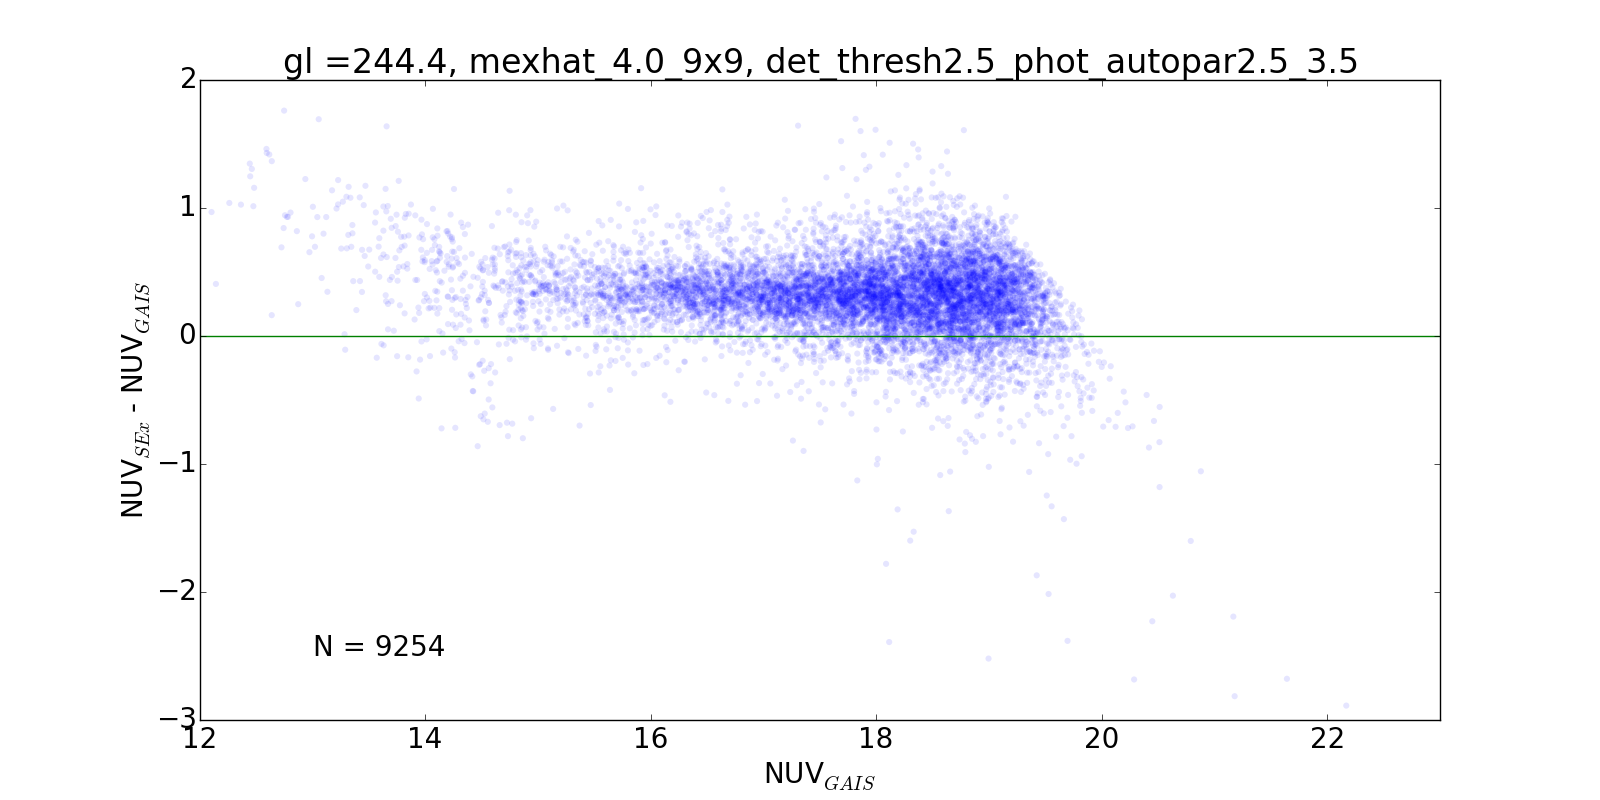 gl =244.4, mexhat_4.0_9x9, det_thresh2.5_phot_autopar2.5_3.5
2
1
0
−1
−2
−3
NUV_SEx - NUV_GAIS
N = 9254
12 14 16 18 20 22
NUV_GAIS